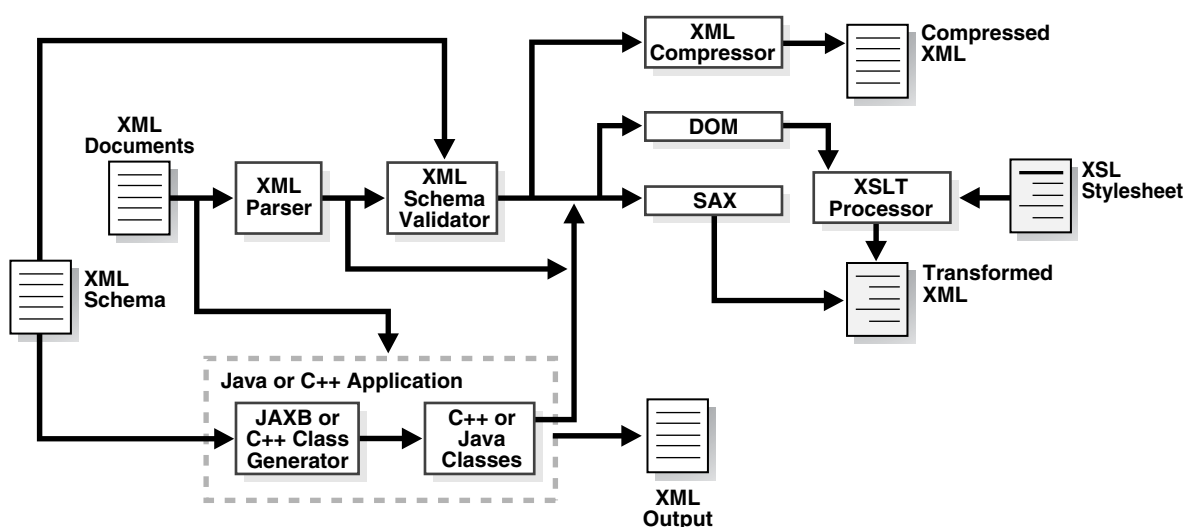 XML
Compressor
Compressed
XML
XML
Documents
DOM
XML
Parser
XML
Schema
Validator
SAX
XSLT
Processor
XSL
Stylesheet
XML
Schema
Transformed
XML
Java or C++ Application
JAXB or
C++ Class
Generator
C++ or
Java
Classes
XML
Output